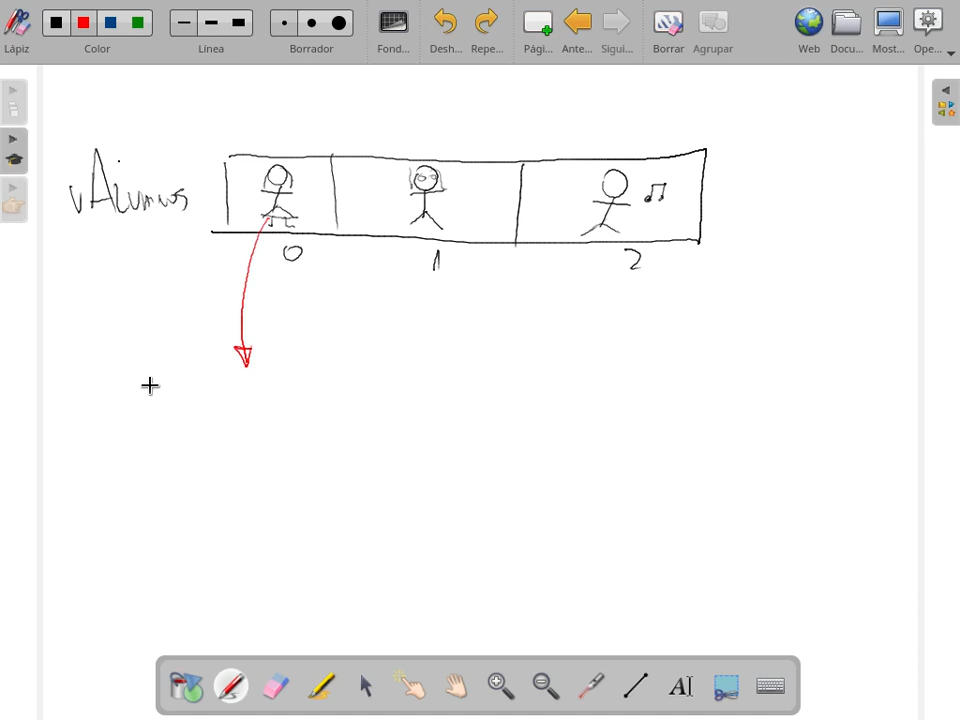 Lápiz Color Línea Borrador Fond... Desh... Repe... Pági... Ante... Sigui... Borrar Agrupar Web Docu... Most... Ope...
vAlumnos
0 1 2